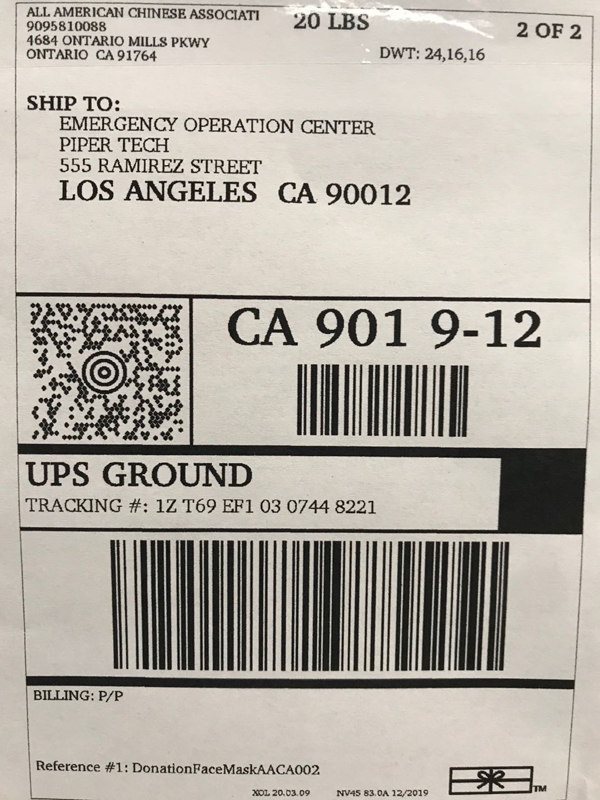 ALL AMERICAN CHINESE ASSOCIATI
9095810088
4684 ONTARIO MILLS PKWY
ONTARIO CA 91764
20 LBS
2 OF 2
DWT: 24,16,16
SHIP TO:
EMERGENCY OPERATION CENTER
PIPER TECH
555 RAMIREZ STREET
LOS ANGELES CA 90012
CA 901 9-12
UPS GROUND
TRACKING #: 1Z T69 EF1 03 0744 8221
BILLING: P/P
Reference #1: DonationFaceMaskAACA002
XOL 20.03.09 NV45 83.0A 12/2019
TM